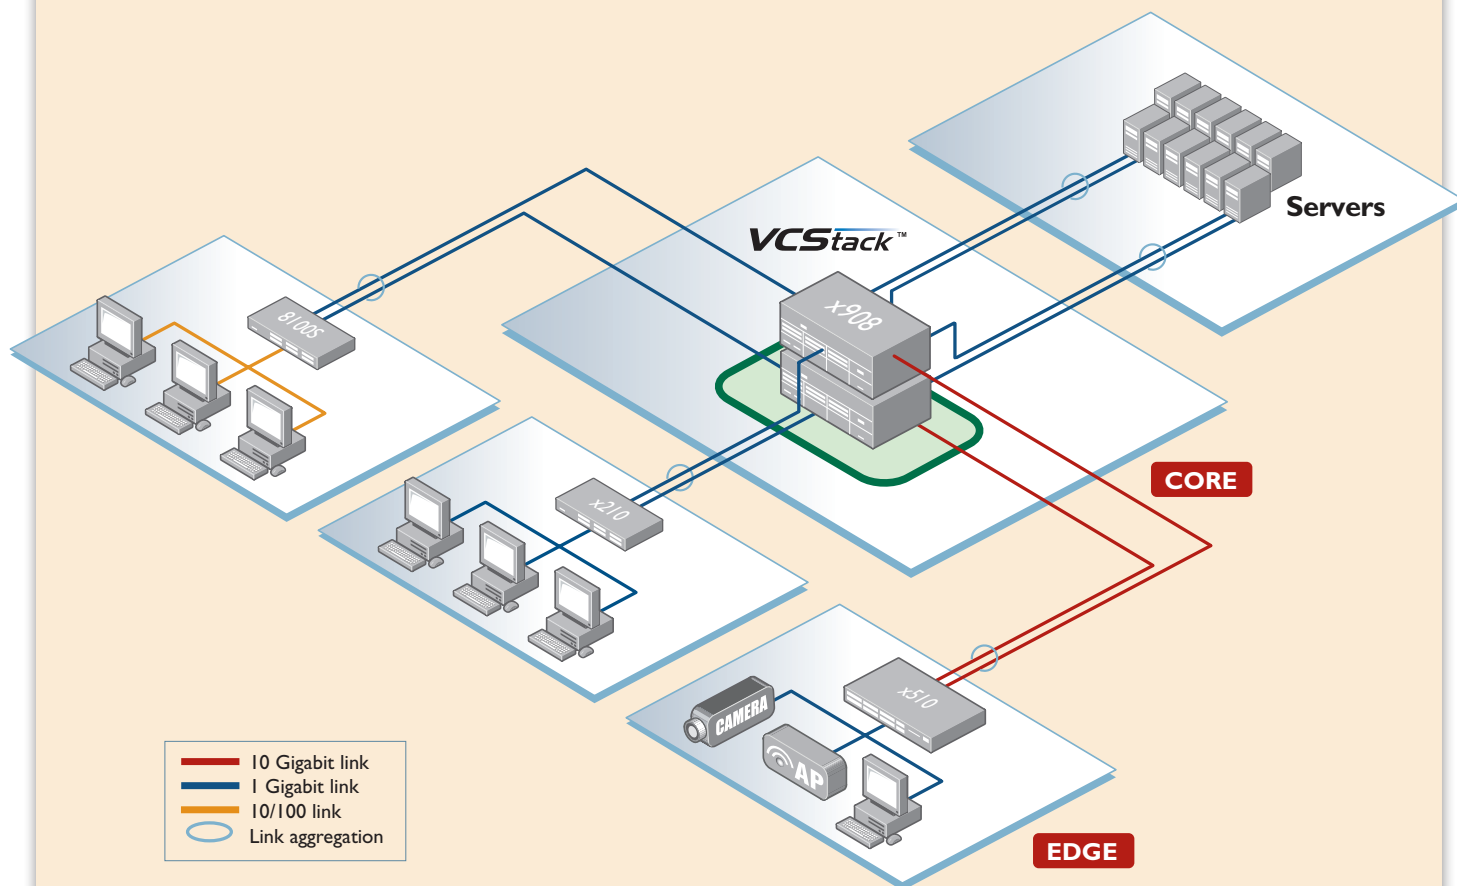 Servers
VCStack™
x908
8100S
CORE
x210
x510
CAMERA
AP
10 Gigabit link
1 Gigabit link
10/100 link
Link aggregation
EDGE